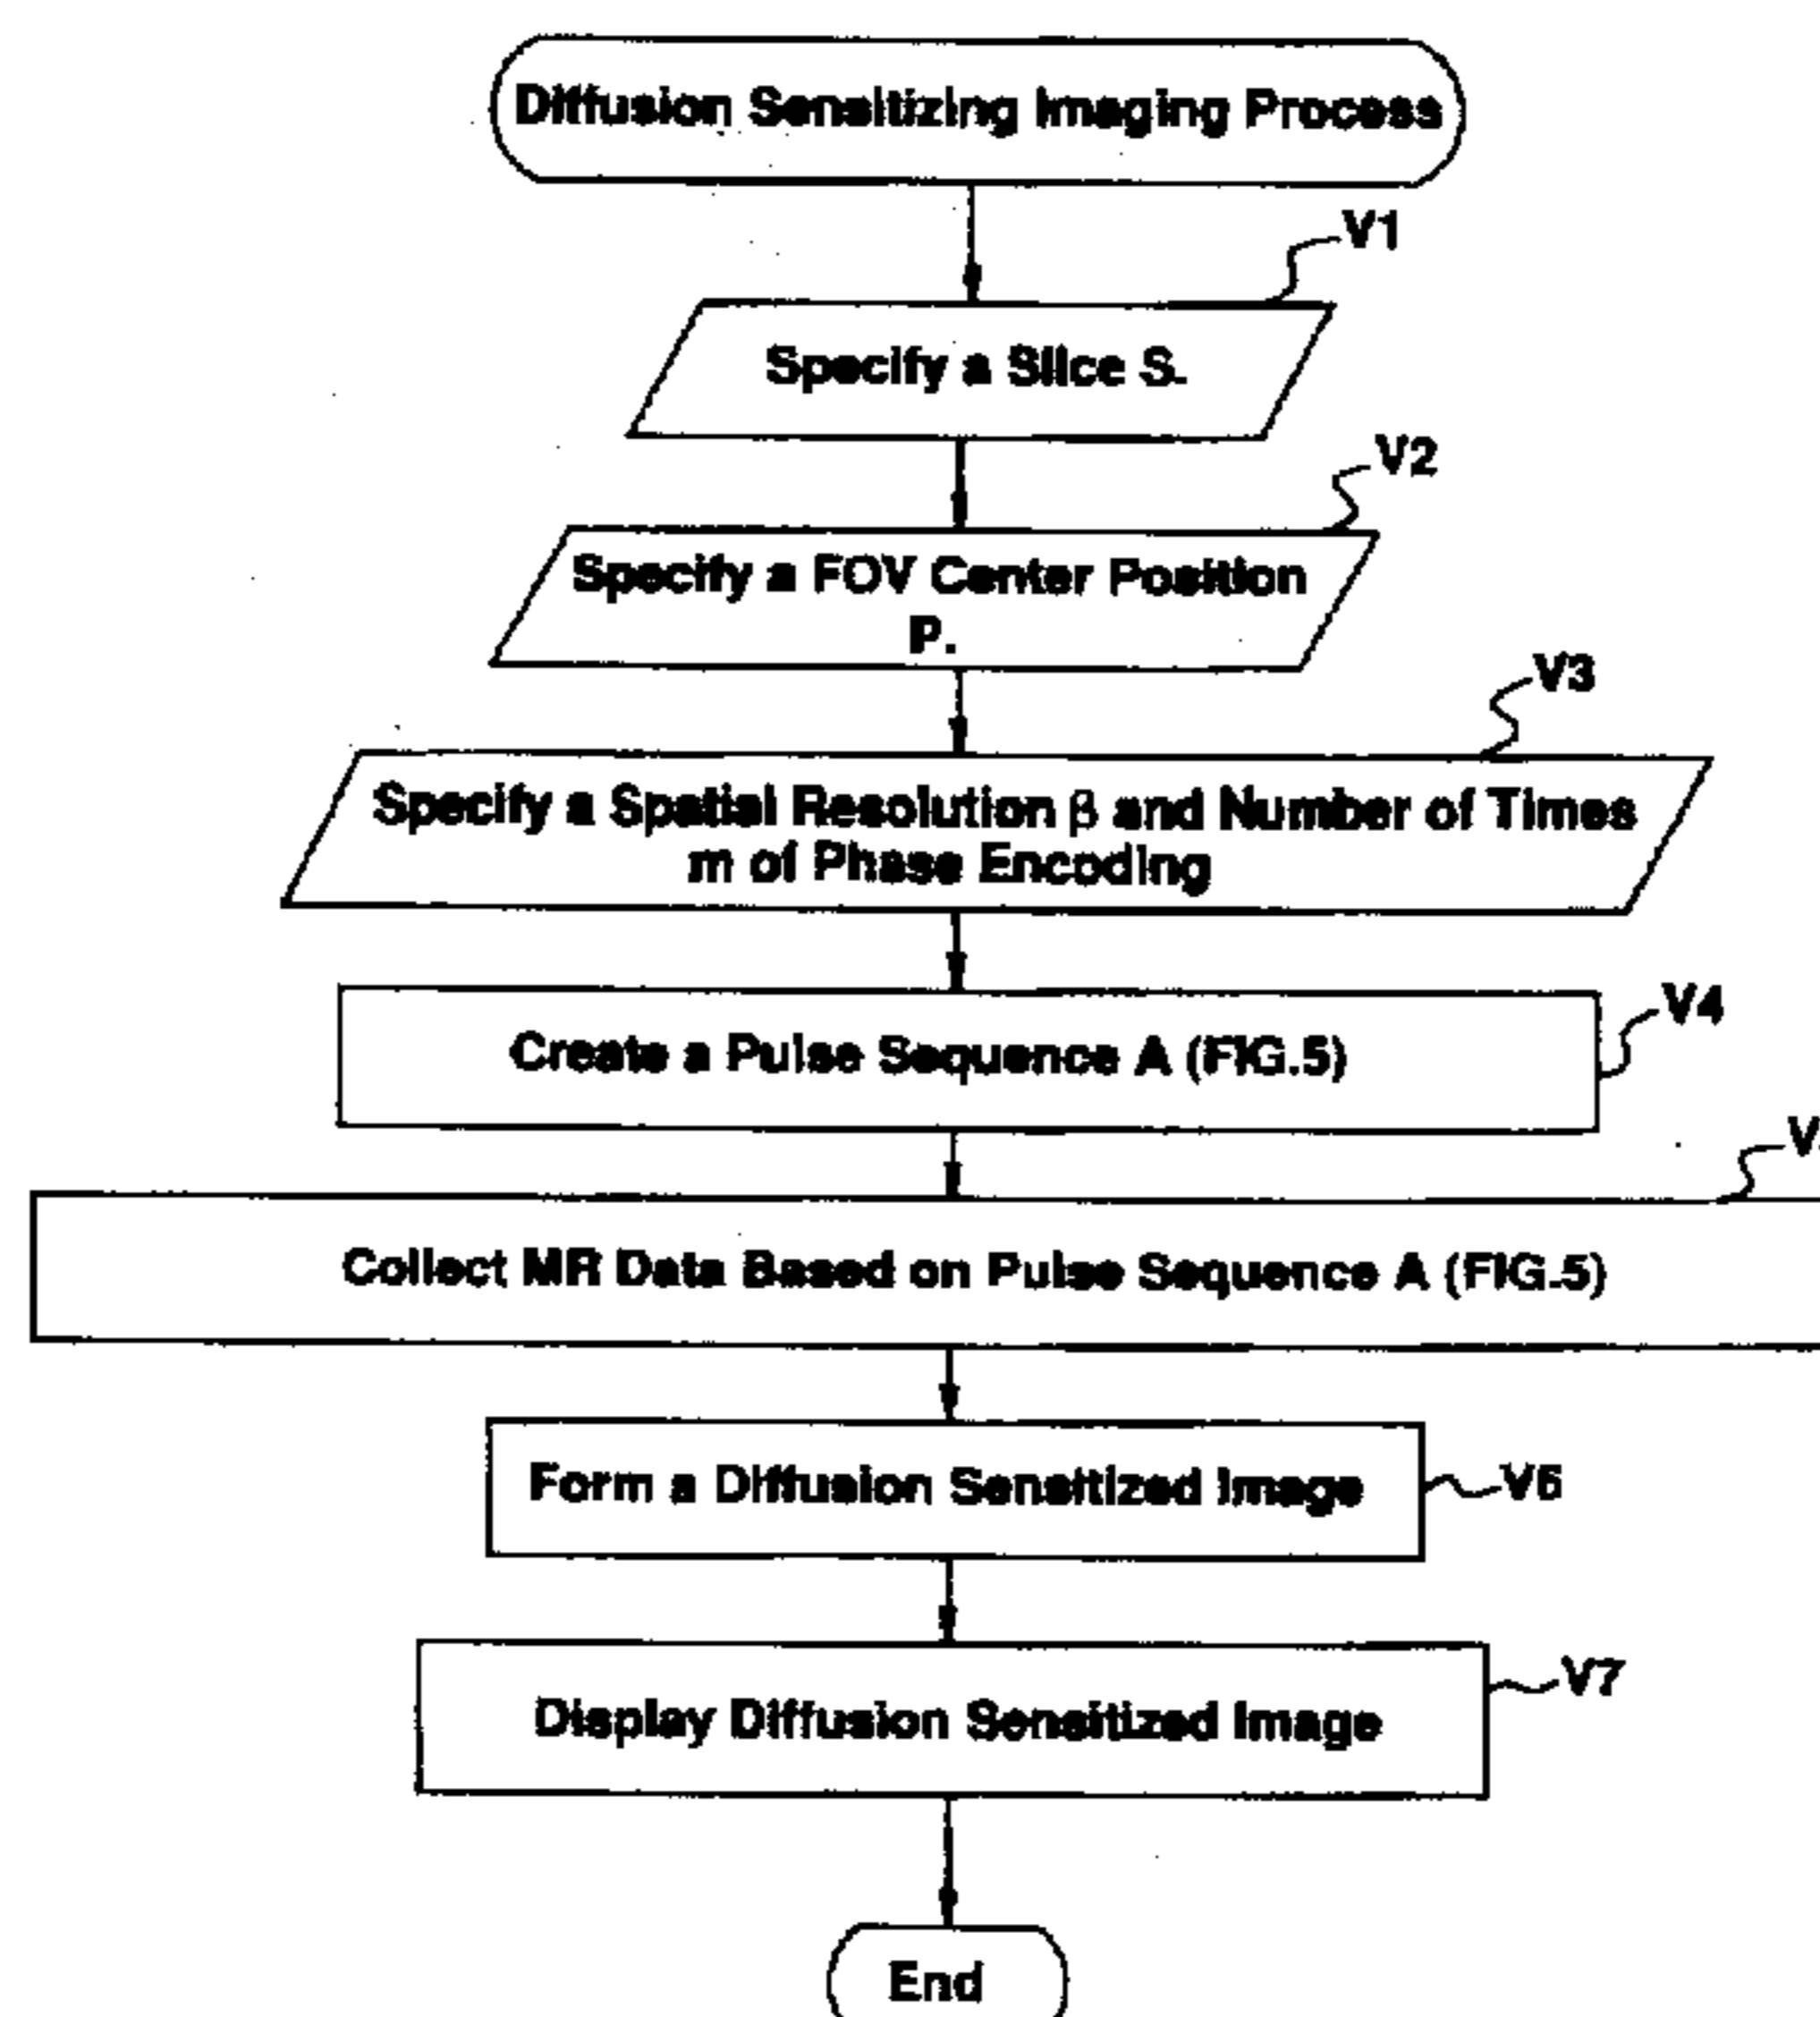 Diffusion Sensitizing Imaging Process
V1
Specify a Slice S.
V2
Specify a FOV Center Position
P.
V3
Specify a Spatial Resolution β and Number of Times
m of Phase Encoding
V4
Create a Pulse Sequence A (FIG.5)
Collect MR Data Based on Pulse Sequence A (FIG.5)
Form a Diffusion Sensitized Image
V6
Display Diffusion Sensitized Image
V7
End